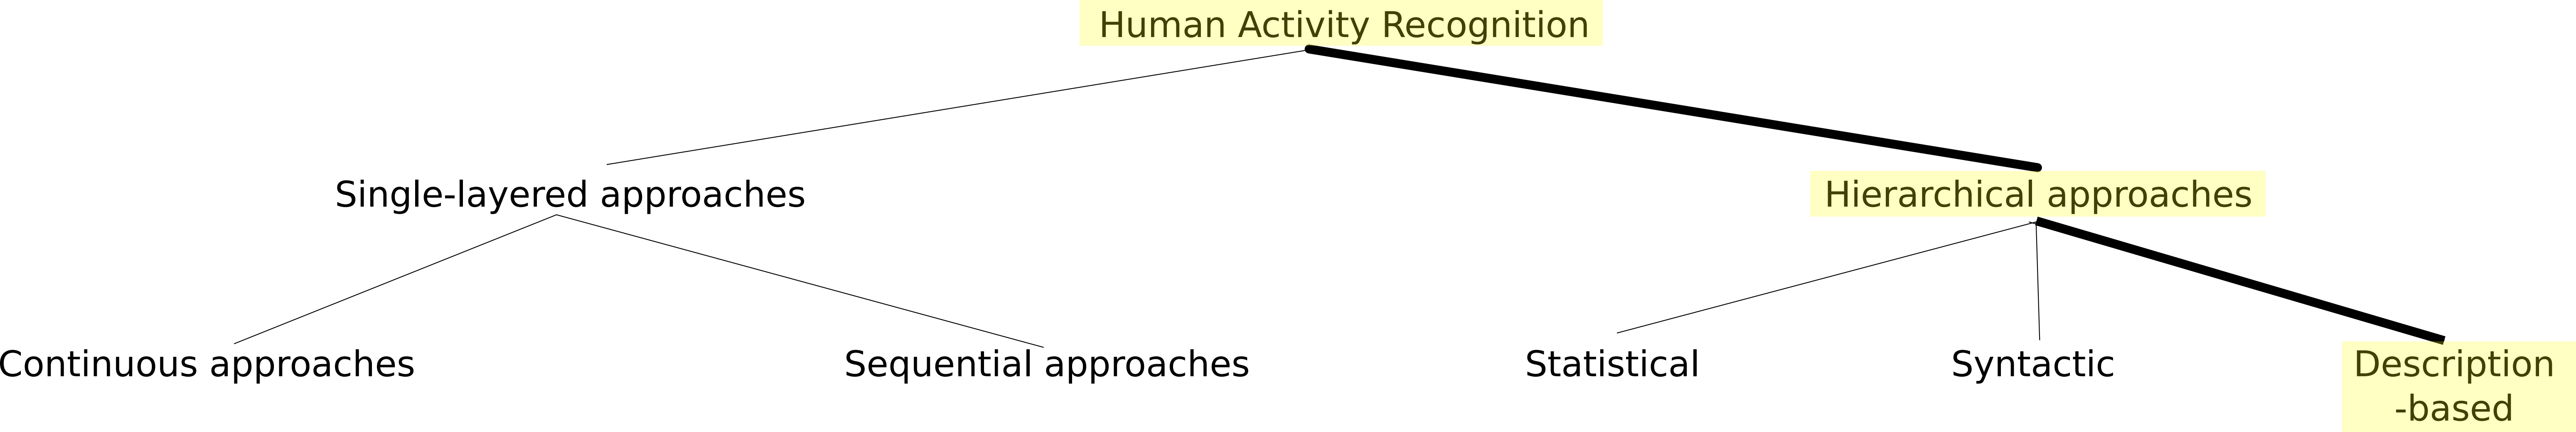 Human Activity Recognition
Single-layered approaches
Hierarchical approaches
Continuous approaches
Sequential approaches
Statistical
Syntactic
Description
-based